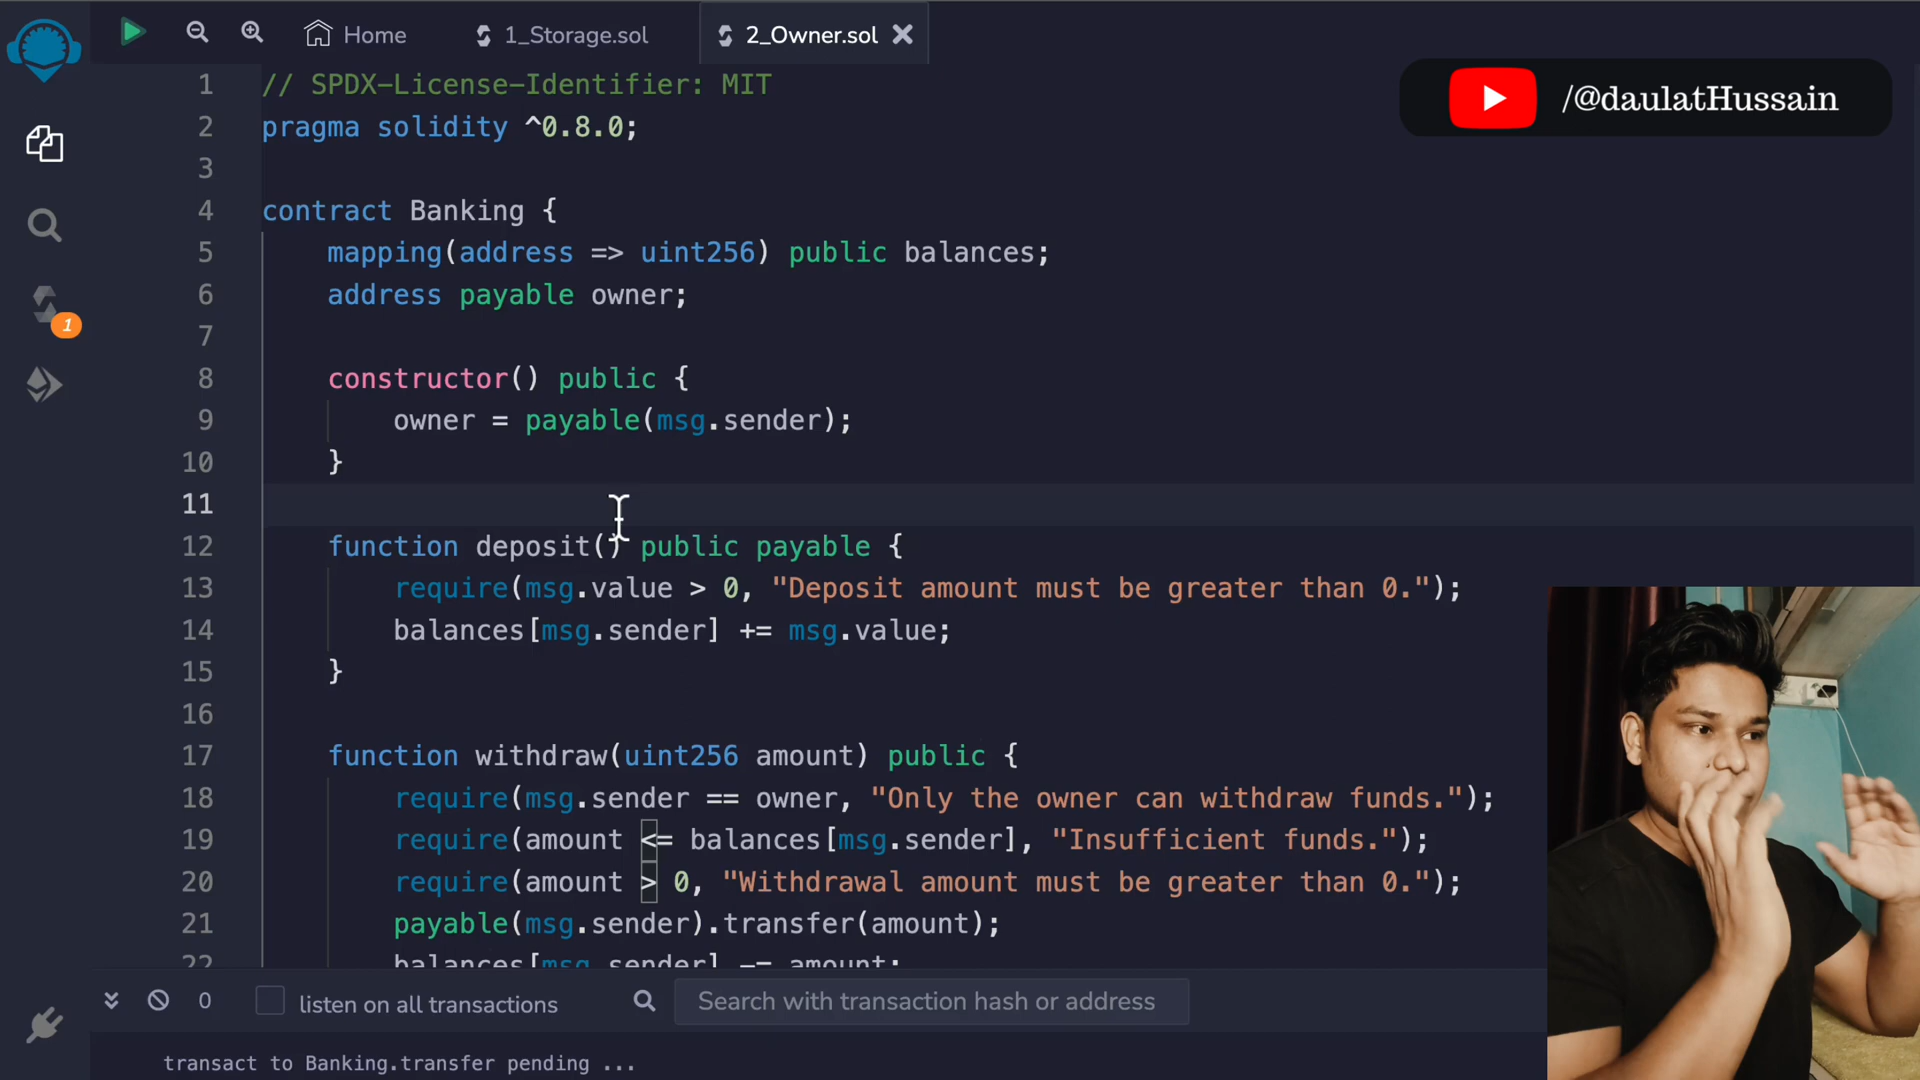 Home
1_Storage.sol
2_Owner.sol
/@daulatHussain
1 // SPDX-License-Identifier: MIT
2 pragma solidity ^0.8.0;
3
4 contract Banking {
5 mapping(address => uint256) public balances;
6 address payable owner;
7
8 constructor() public {
9 owner = payable(msg.sender);
10 }
11
12 function deposit() public payable {
13 require(msg.value > 0, "Deposit amount must be greater than 0.");
14 balances[msg.sender] += msg.value;
15 }
16
17 function withdraw(uint256 amount) public {
18 require(msg.sender == owner, "Only the owner can withdraw funds.");
19 require(amount <= balances[msg.sender], "Insufficient funds.");
20 require(amount > 0, "Withdrawal amount must be greater than 0.");
21 payable(msg.sender).transfer(amount);
22 balances[msg.sender] -= amount;
1
0
listen on all transactions
Search with transaction hash or address
transact to Banking.transfer pending ...